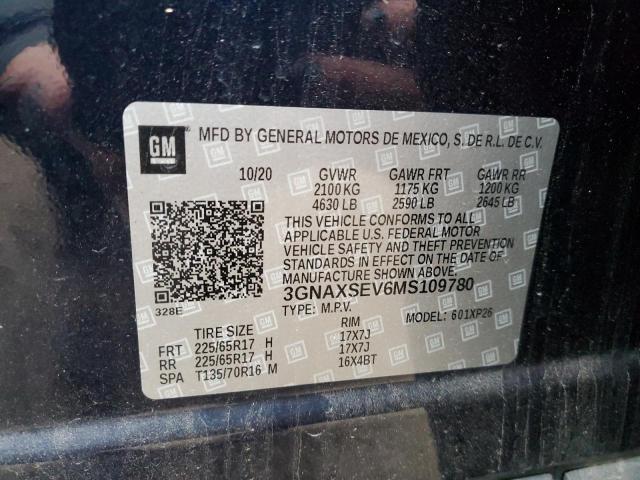 GM MFD BY GENERAL MOTORS DE MEXICO, S. DE R.L. DE C.V.
10/20 GVWR GAWR FRT GAWR RR
2100 KG 1175 KG 1200 KG
4630 LB 2590 LB 2645 LB
THIS VEHICLE CONFORMS TO ALL
APPLICABLE U.S. FEDERAL MOTOR
VEHICLE SAFETY AND THEFT PREVENTION
STANDARDS IN EFFECT ON THE DATE OF
MANUFACTURE SHOWN ABOVE.
328E 3GNAXSEV6MS109780
TYPE: M.P.V. MODEL: 601XP26
TIRE SIZE RIM
FRT 225/65R17 H 17X7J
RR 225/65R17 H 17X7J
SPA T135/70R16 M 16X4BT